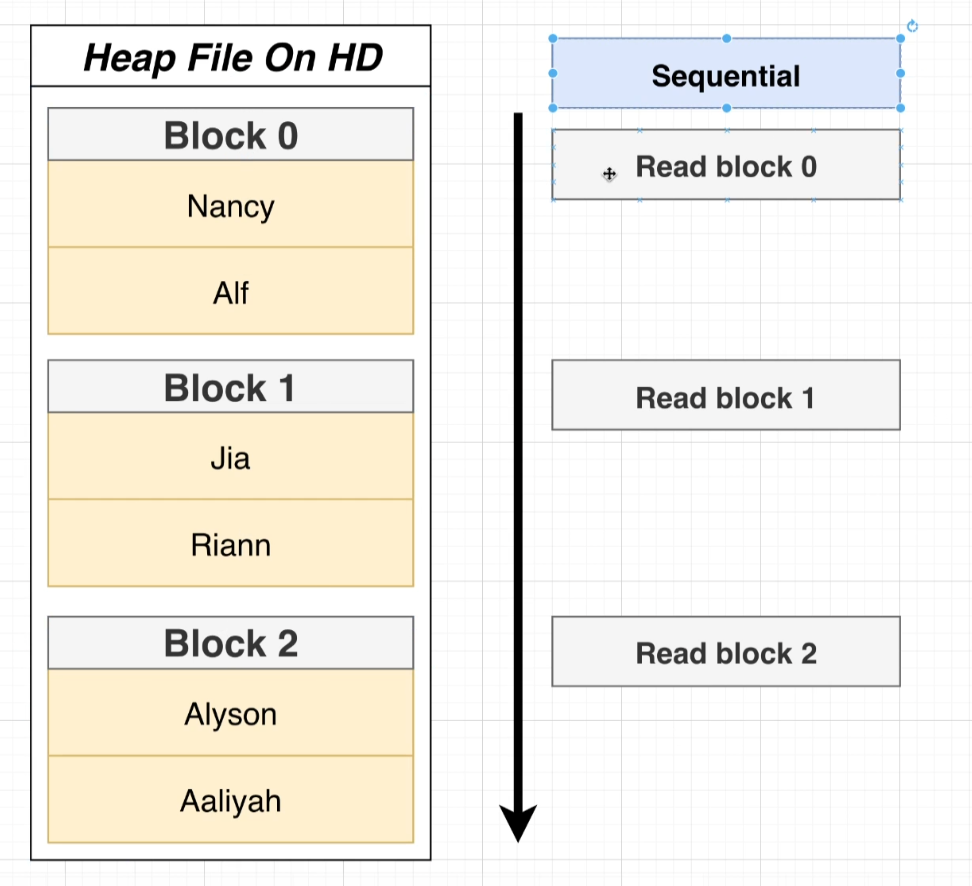 Heap File On HD
Block 0
Nancy
Alf
Block 1
Jia
Riann
Block 2
Alyson
Aaliyah
Sequential
Read block 0
Read block 1
Read block 2